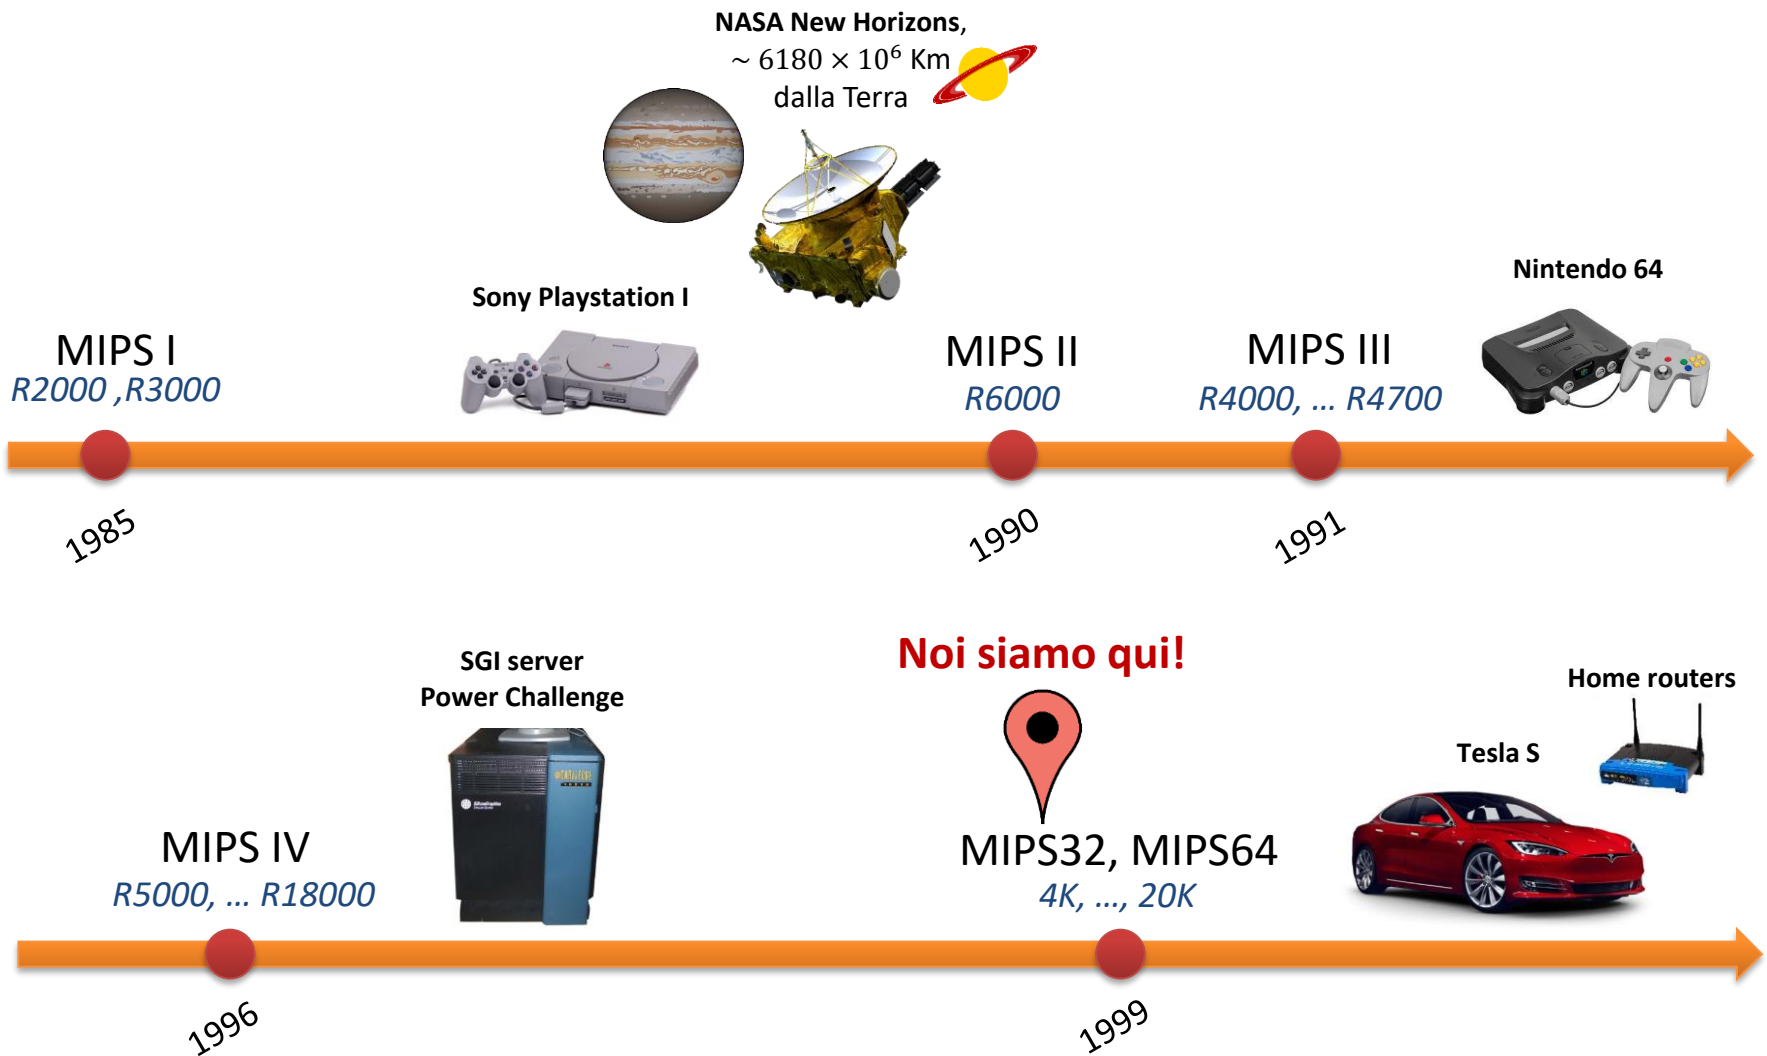 NASA New Horizons,
~ 6180 × 10⁶ Km
dalla Terra
Sony Playstation I
Nintendo 64
MIPS I
R2000 ,R3000
MIPS II
R6000
MIPS III
R4000, … R4700
1985
1990
1991
SGI server
Power Challenge
Noi siamo qui!
Home routers
Tesla S
MIPS IV
R5000, … R18000
MIPS32, MIPS64
4K, …, 20K
1996
1999